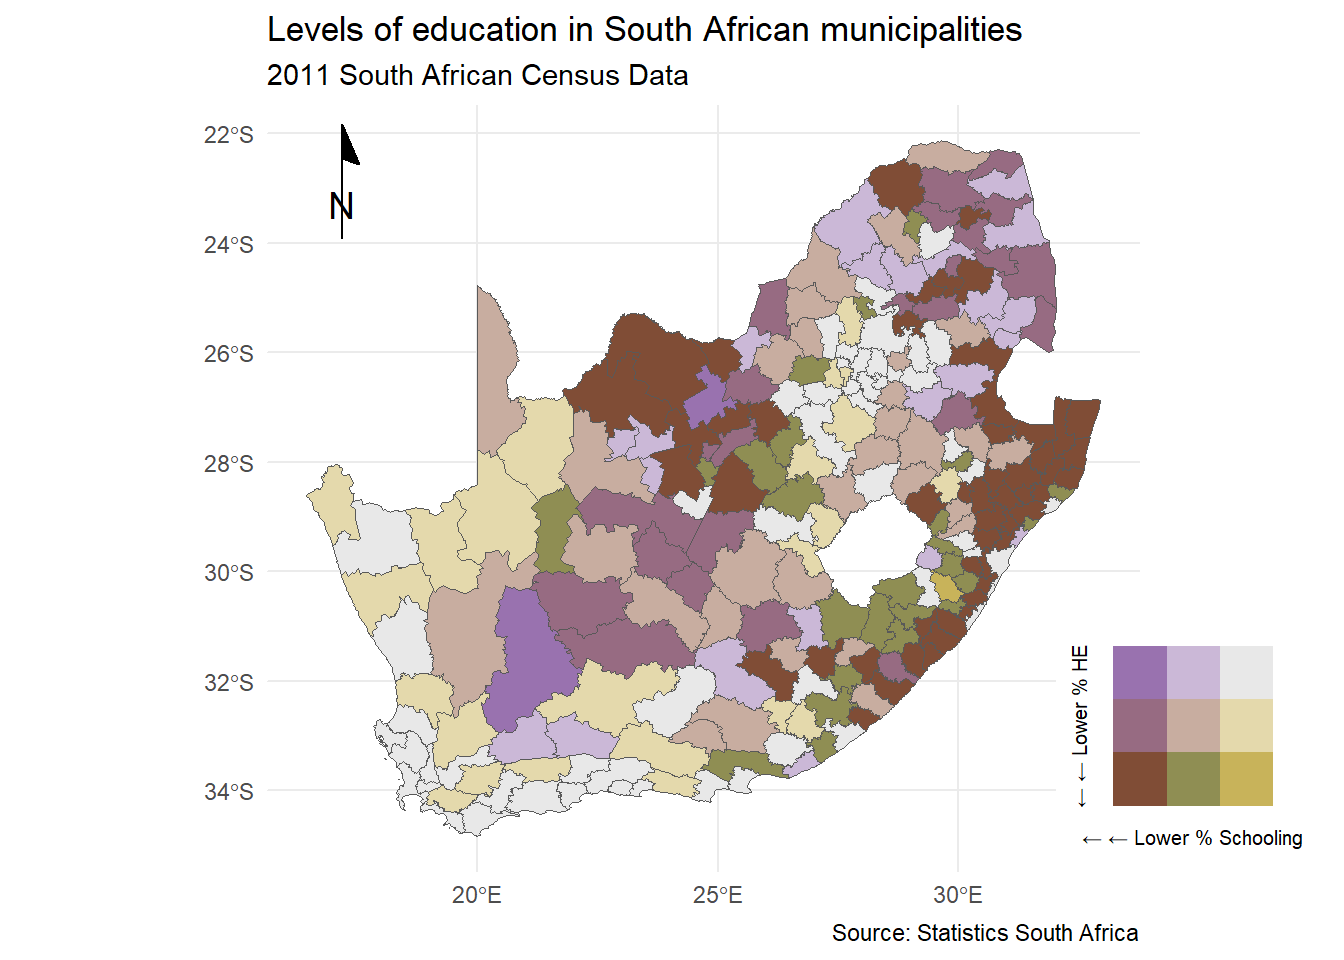 Levels of education in South African municipalities
2011 South African Census Data
22°S
24°S
26°S
28°S
30°S
32°S
34°S
N
20°E
25°E
30°E
←← Lower % HE
←← Lower % Schooling
Source: Statistics South Africa